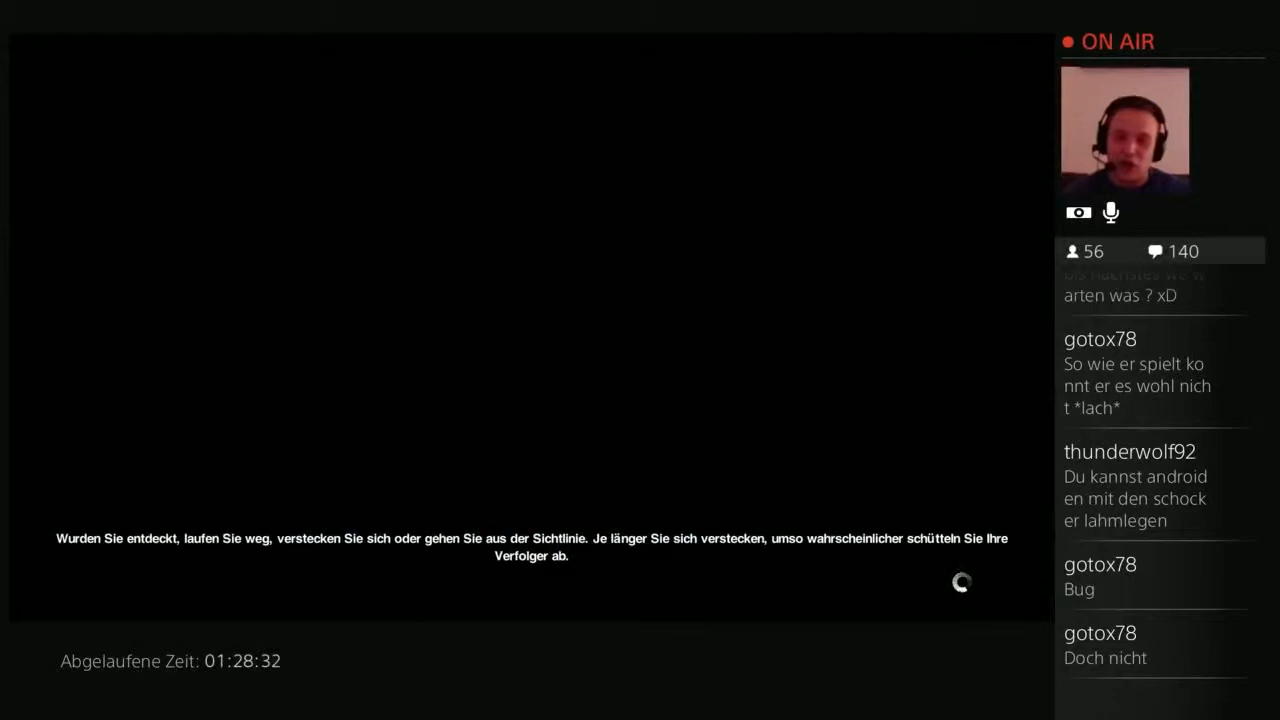 ON AIR
56 140
arten was ? xD
gotox78
So wie er spielt ko
nnt er es wohl nich
t *lach*
thunderwolf92
Du kannst android
en mit den schock
er lahmlegen
gotox78
Bug
gotox78
Doch nicht
Wurden Sie entdeckt, laufen Sie weg, verstecken Sie sich oder gehen Sie aus der Sichtlinie. Je länger Sie sich verstecken, umso wahrscheinlicher schütteln Sie Ihre
Verfolger ab.
Abgelaufene Zeit: 01:28:32